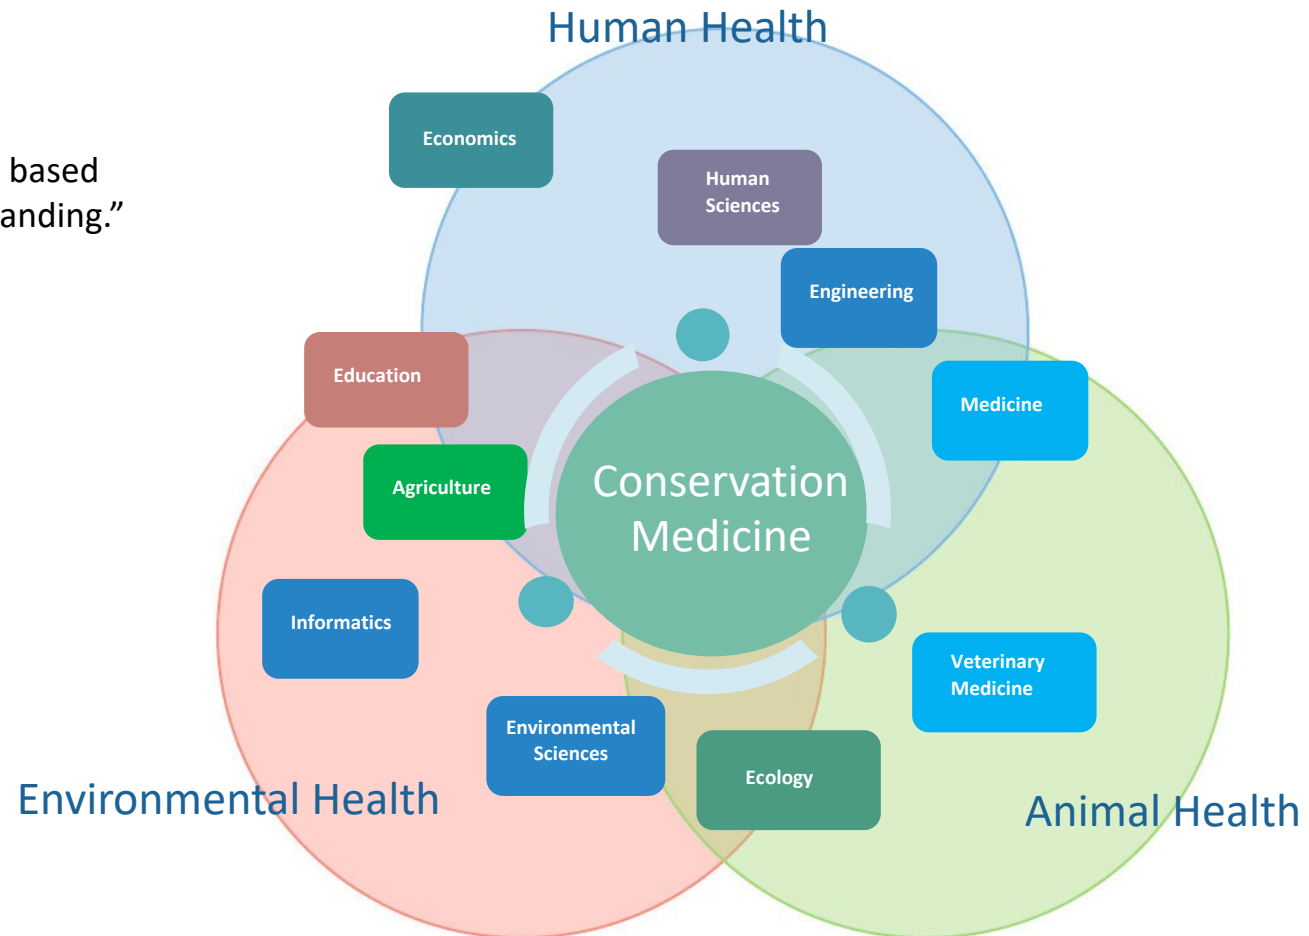 Human Health
Economics
based
anding.”
Human
Sciences
Engineering
Education
Medicine
Agriculture
Conservation
Medicine
Informatics
Veterinary
Medicine
Environmental
Sciences
Ecology
Environmental Health
Animal Health